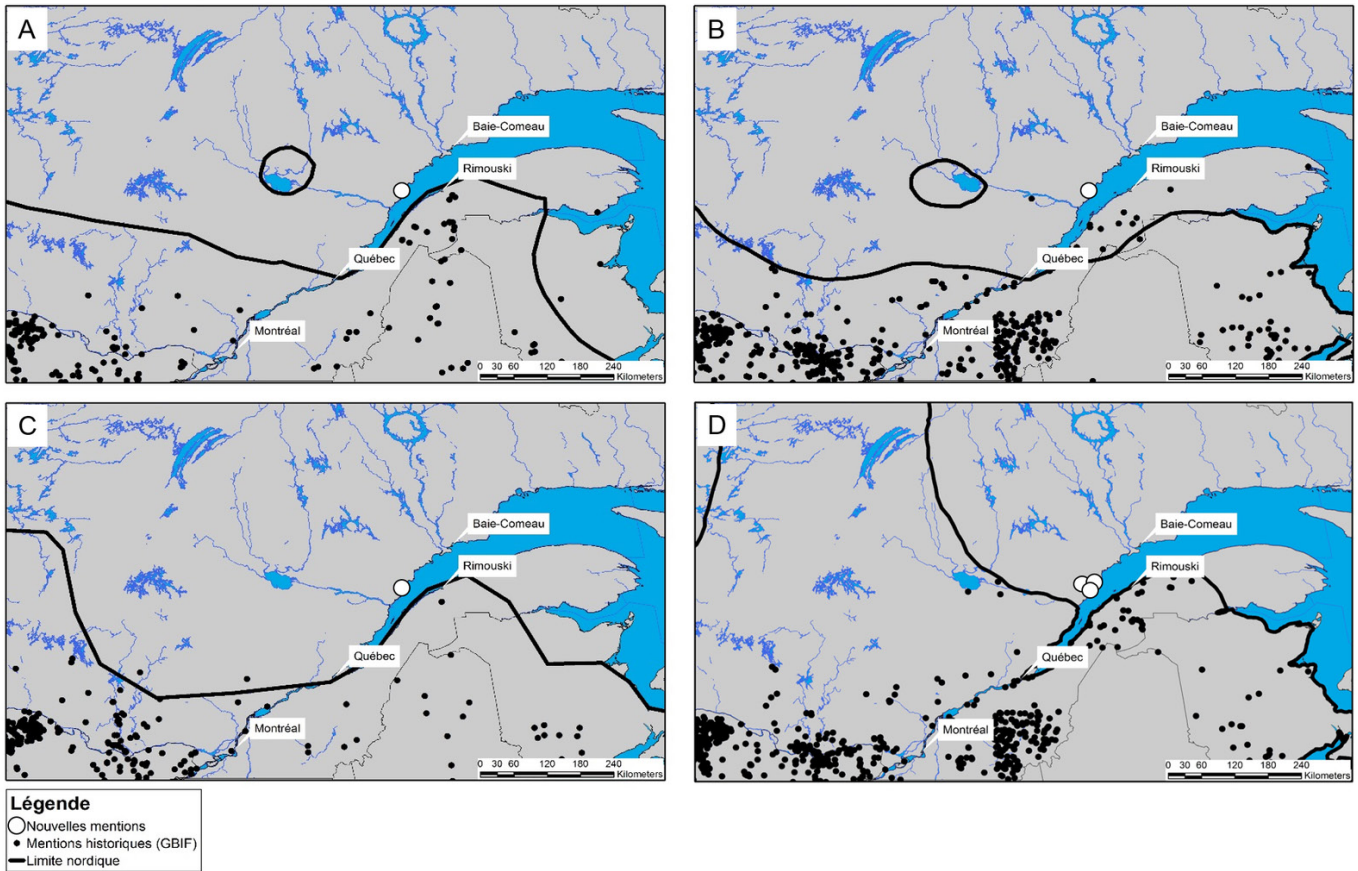 A
Baie-Comeau
Rimouski
Québec
Montréal
0 30 60 120 180 240
Kilometers
B
Baie-Comeau
Rimouski
Québec
Montréal
0 30 60 120 180 240
Kilometers
C
Baie-Comeau
Rimouski
Québec
Montréal
0 30 60 120 180 240
Kilometers
D
Baie-Comeau
Rimouski
Québec
Montréal
0 30 60 120 180 240
Kilometers
Légende
Nouvelles mentions
Mentions historiques (GBIF)
Limite nordique